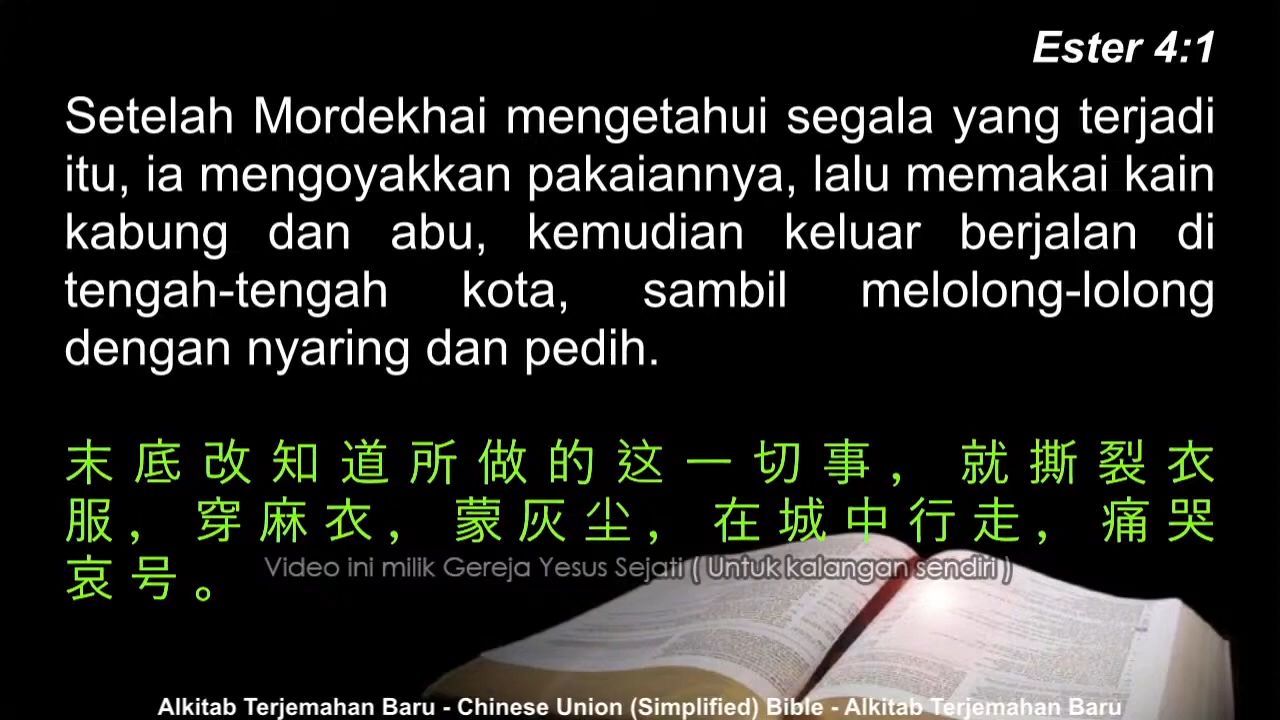 Ester 4:1
Setelah Mordekhai mengetahui segala yang terjadi
itu, ia mengoyakkan pakaiannya, lalu memakai kain
kabung dan abu, kemudian keluar berjalan di
tengah-tengah kota, sambil melolong-lolong
dengan nyaring dan pedih.
末底改知道所做的这一切事，就撕裂衣
服，穿麻衣，蒙灰尘，在城中行走，痛哭
哀号。
Video ini milik Gereja Yesus Sejati ( Untuk kalangan sendiri )
Alkitab Terjemahan Baru - Chinese Union (Simplified) Bible - Alkitab Terjemahan Baru